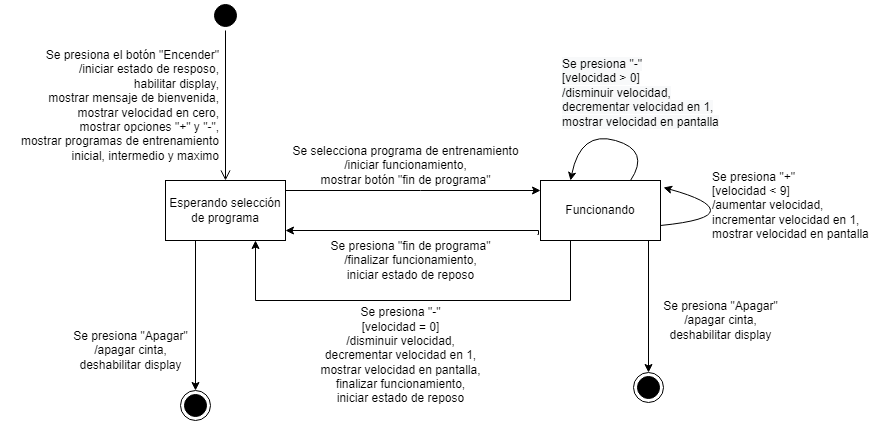 Se presiona el botón "Encender"
/iniciar estado de resposo,
habilitar display,
mostrar mensaje de bienvenida,
mostrar velocidad en cero,
mostrar opciones "+" y "-",
mostrar programas de entrenamiento
inicial, intermedio y maximo
Se presiona "-"
[velocidad > 0]
/disminuir velocidad,
decrementar velocidad en 1,
mostrar velocidad en pantalla
Se selecciona programa de entrenamiento
/iniciar funcionamiento,
mostrar botón "fin de programa"
Se presiona "+"
[velocidad < 9]
/aumentar velocidad,
incrementar velocidad en 1,
mostrar velocidad en pantalla
Esperando selección
de programa
Funcionando
Se presiona "fin de programa"
/finalizar funcionamiento,
iniciar estado de reposo
Se presiona "-"
[velocidad = 0]
/disminuir velocidad,
decrementar velocidad en 1,
mostrar velocidad en pantalla,
finalizar funcionamiento,
iniciar estado de reposo
Se presiona "Apagar"
/apagar cinta,
deshabilitar display
Se presiona "Apagar"
/apagar cinta,
deshabilitar display